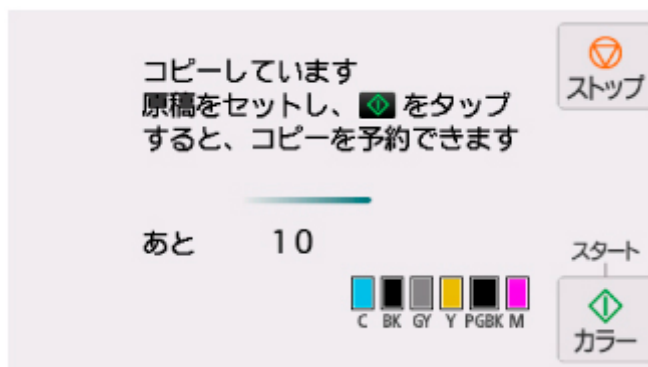 コピーしています
原稿をセットし、 をタップ
すると、コピーを予約できます
あと 10
C BK GY Y PGBK M
ストップ
スタート
カラー